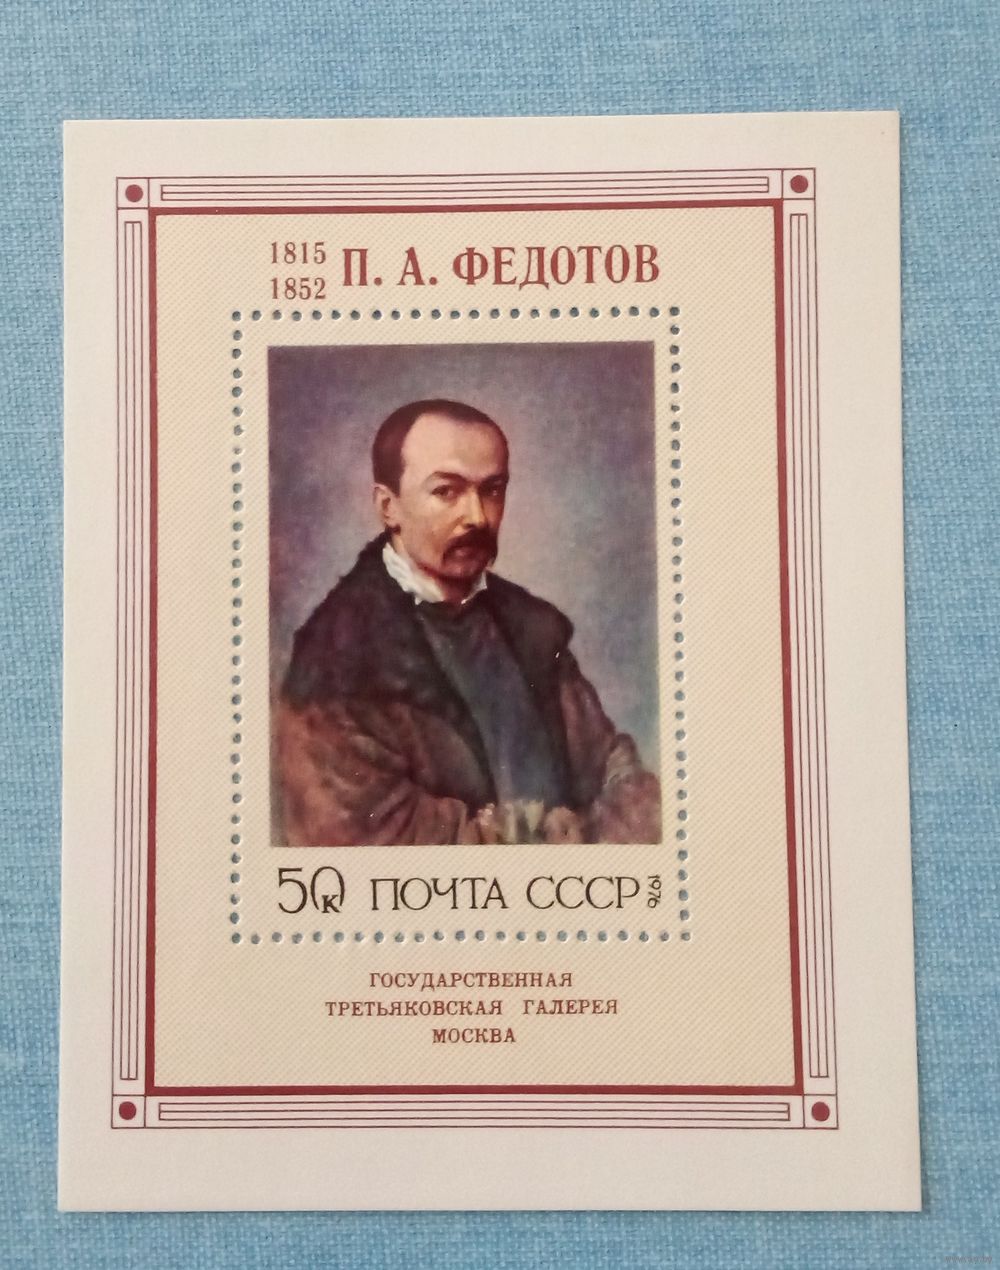 1815
1852
П. А. ФЕДОТОВ
50к ПОЧТА СССР 1976
ГОСУДАРСТВЕННАЯ
ТРЕТЬЯКОВСКАЯ ГАЛЕРЕЯ
МОСКВА